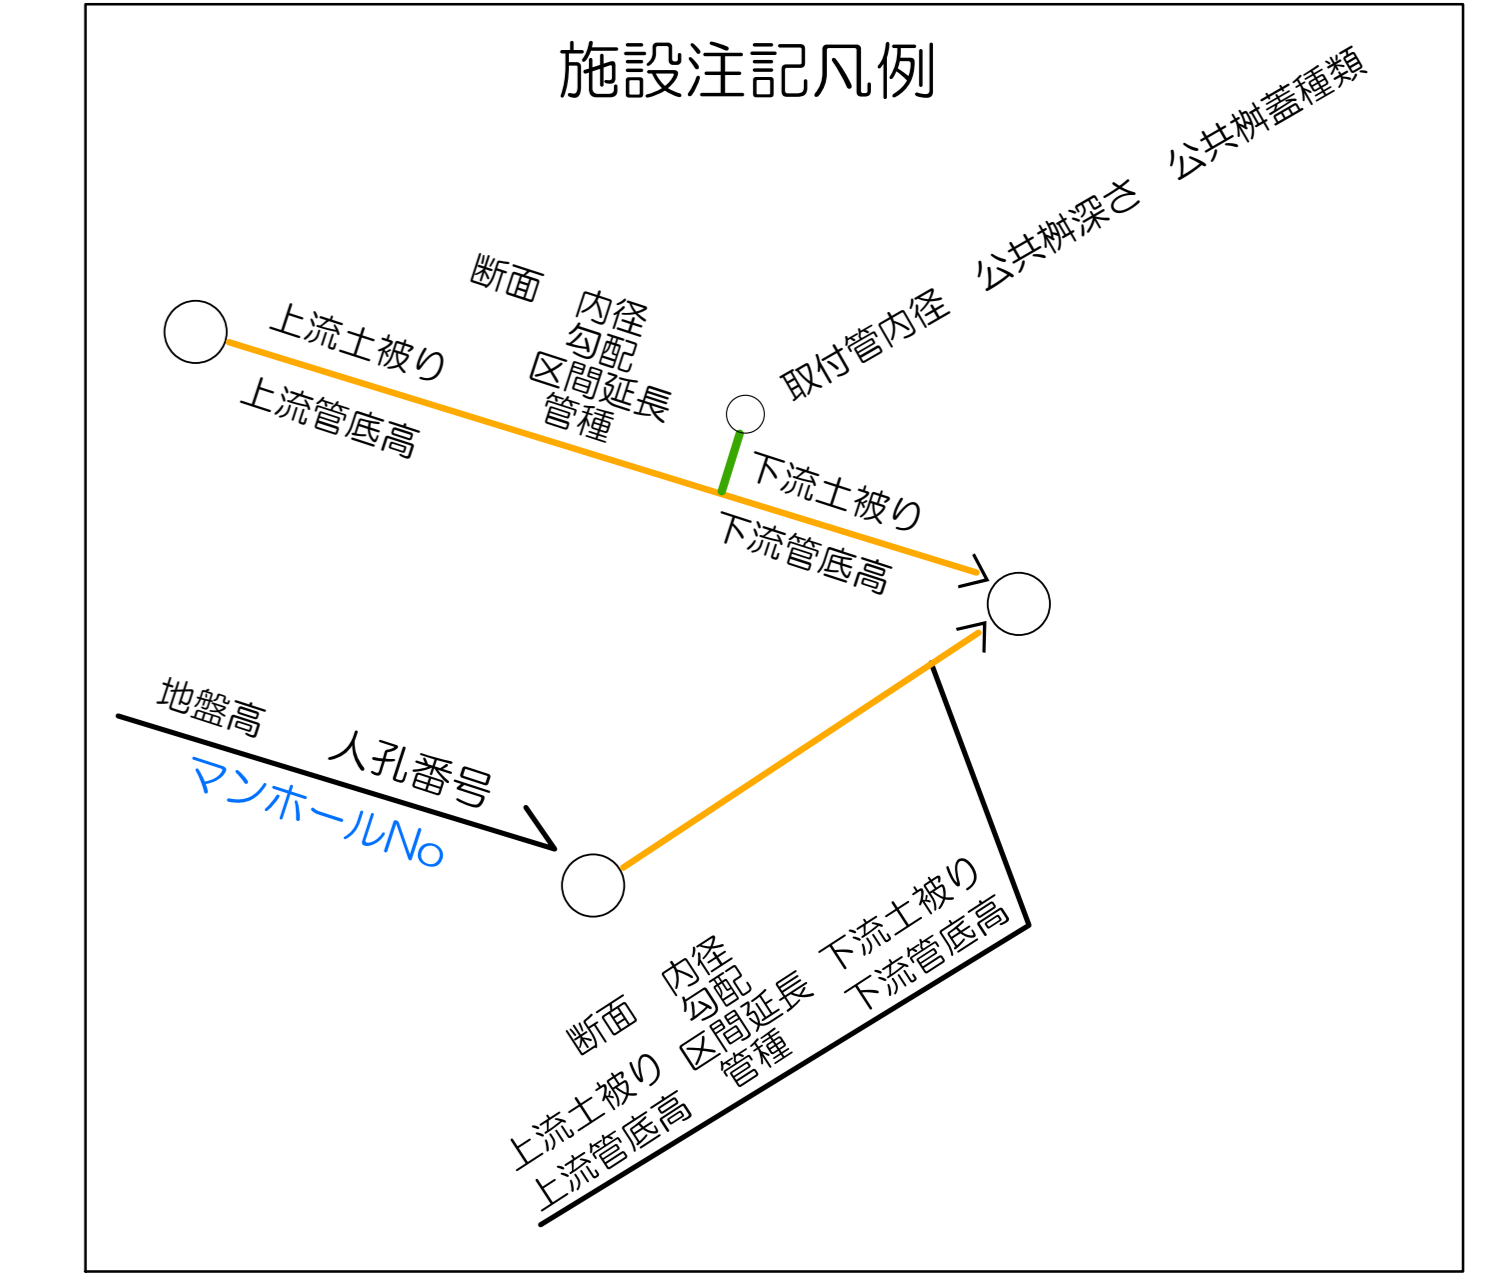 施設注記凡例
取付管内径　公共桝深さ　公共桝蓋種類
断面　内径
勾配
区間延長
管種
上流土被り
上流管底高
下流土被り
下流管底高
地盤高　人孔番号
マンホールNo
断面　内径
勾配
区間延長
管種
上流土被り
上流管底高
下流土被り
下流管底高